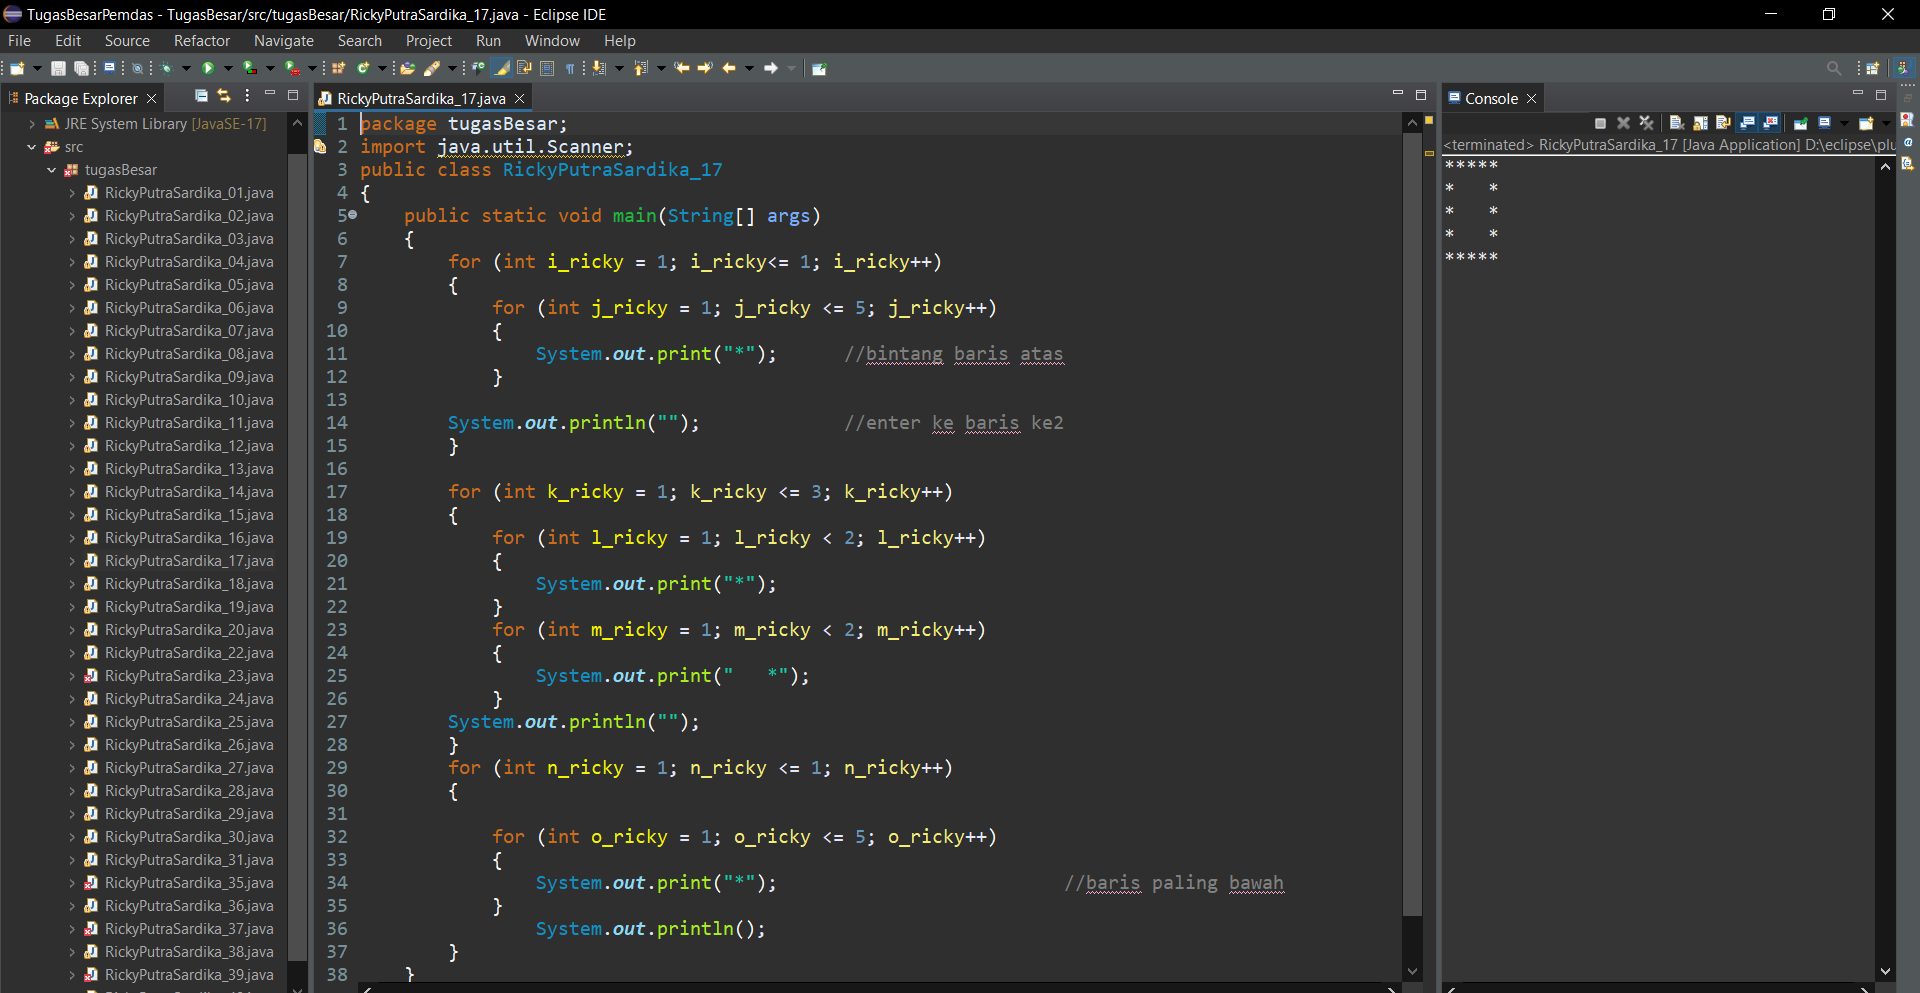 TugasBesarPemdas - TugasBesar/src/tugasBesar/RickyPutraSardika_17.java - Eclipse IDE
File Edit Source Refactor Navigate Search Project Run Window Help
Package Explorer
JRE System Library [JavaSE-17]
src
tugasBesar
RickyPutraSardika_01.java
RickyPutraSardika_02.java
RickyPutraSardika_03.java
RickyPutraSardika_04.java
RickyPutraSardika_05.java
RickyPutraSardika_06.java
RickyPutraSardika_07.java
RickyPutraSardika_08.java
RickyPutraSardika_09.java
RickyPutraSardika_10.java
RickyPutraSardika_11.java
RickyPutraSardika_12.java
RickyPutraSardika_13.java
RickyPutraSardika_14.java
RickyPutraSardika_15.java
RickyPutraSardika_16.java
RickyPutraSardika_17.java
RickyPutraSardika_18.java
RickyPutraSardika_19.java
RickyPutraSardika_20.java
RickyPutraSardika_22.java
RickyPutraSardika_23.java
RickyPutraSardika_24.java
RickyPutraSardika_25.java
RickyPutraSardika_26.java
RickyPutraSardika_27.java
RickyPutraSardika_28.java
RickyPutraSardika_29.java
RickyPutraSardika_30.java
RickyPutraSardika_31.java
RickyPutraSardika_35.java
RickyPutraSardika_36.java
RickyPutraSardika_37.java
RickyPutraSardika_38.java
RickyPutraSardika_39.java
RickyPutraSardika_17.java
1 package tugasBesar;
2 import java.util.Scanner;
3 public class RickyPutraSardika_17
4 {
5     public static void main(String[] args)
6     {
7         for (int i_ricky = 1; i_ricky<= 1; i_ricky++)
8         {
9             for (int j_ricky = 1; j_ricky <= 5; j_ricky++)
10             {
11                 System.out.print("*");      //bintang baris atas
12             }
13
14         System.out.println("");             //enter ke baris ke2
15         }
16
17         for (int k_ricky = 1; k_ricky <= 3; k_ricky++)
18         {
19             for (int l_ricky = 1; l_ricky < 2; l_ricky++)
20             {
21                 System.out.print("*");
22             }
23             for (int m_ricky = 1; m_ricky < 2; m_ricky++)
24             {
25                 System.out.print("   *");
26             }
27         System.out.println("");
28         }
29         for (int n_ricky = 1; n_ricky <= 1; n_ricky++)
30         {
31
32             for (int o_ricky = 1; o_ricky <= 5; o_ricky++)
33             {
34                 System.out.print("*");                          //baris paling bawah
35             }
36                 System.out.println();
37         }
38     }
Console
<terminated> RickyPutraSardika_17 [Java Application] D:\eclipse\plu
*****
*   *
*   *
*   *
*****